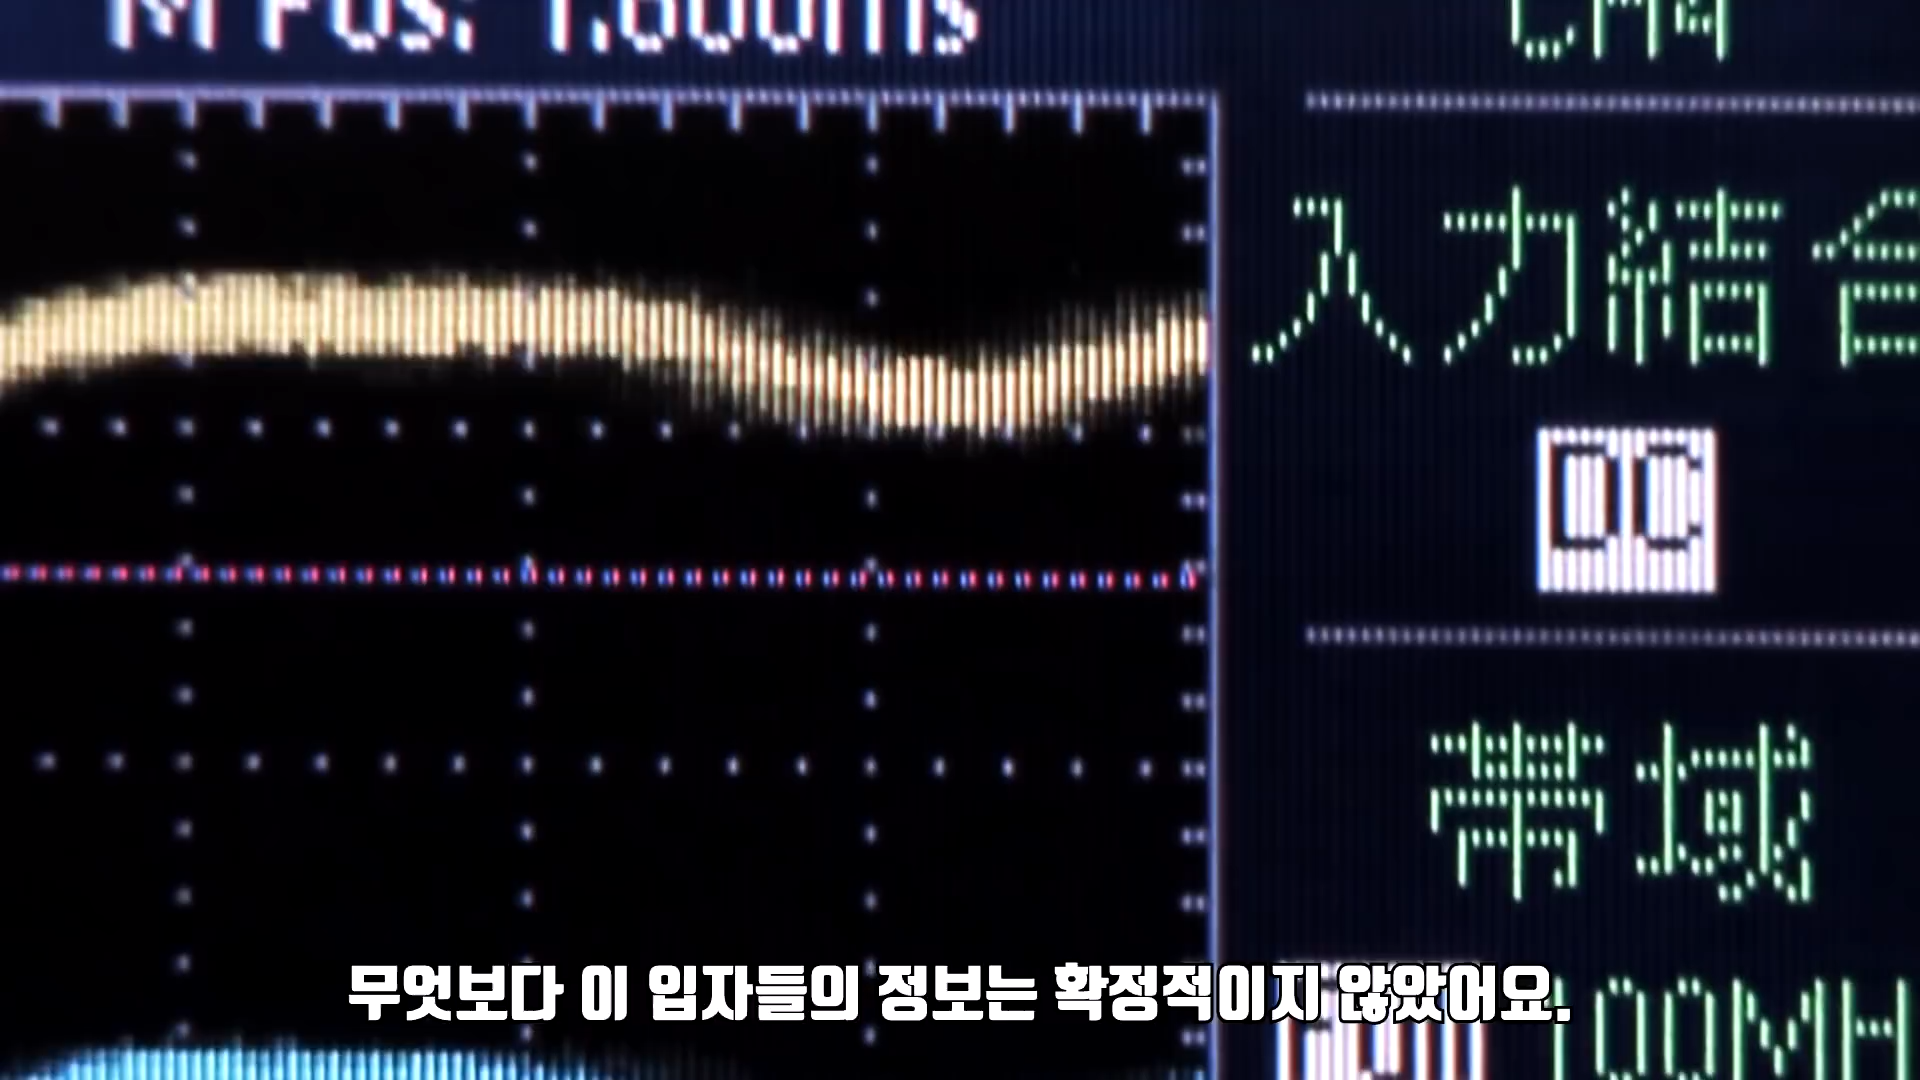 M Pos: 1.600ms
CH1
入力結合
DC
帯域
무엇보다 이 입자들의 정보는 확정적이지 않았어요.
100MH